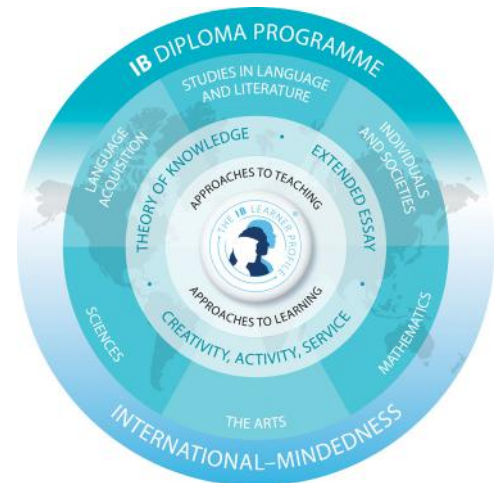 IB DIPLOMA PROGRAMME
STUDIES IN LANGUAGE
AND LITERATURE
LANGUAGE
ACQUISITION
INDIVIDUALS
AND SOCIETIES
THEORY OF KNOWLEDGE
EXTENDED ESSAY
APPROACHES TO TEACHING
THE IB LEARNER PROFILE
®
APPROACHES TO LEARNING
CREATIVITY, ACTIVITY, SERVICE
SCIENCES
MATHEMATICS
THE ARTS
INTERNATIONAL–MINDEDNESS